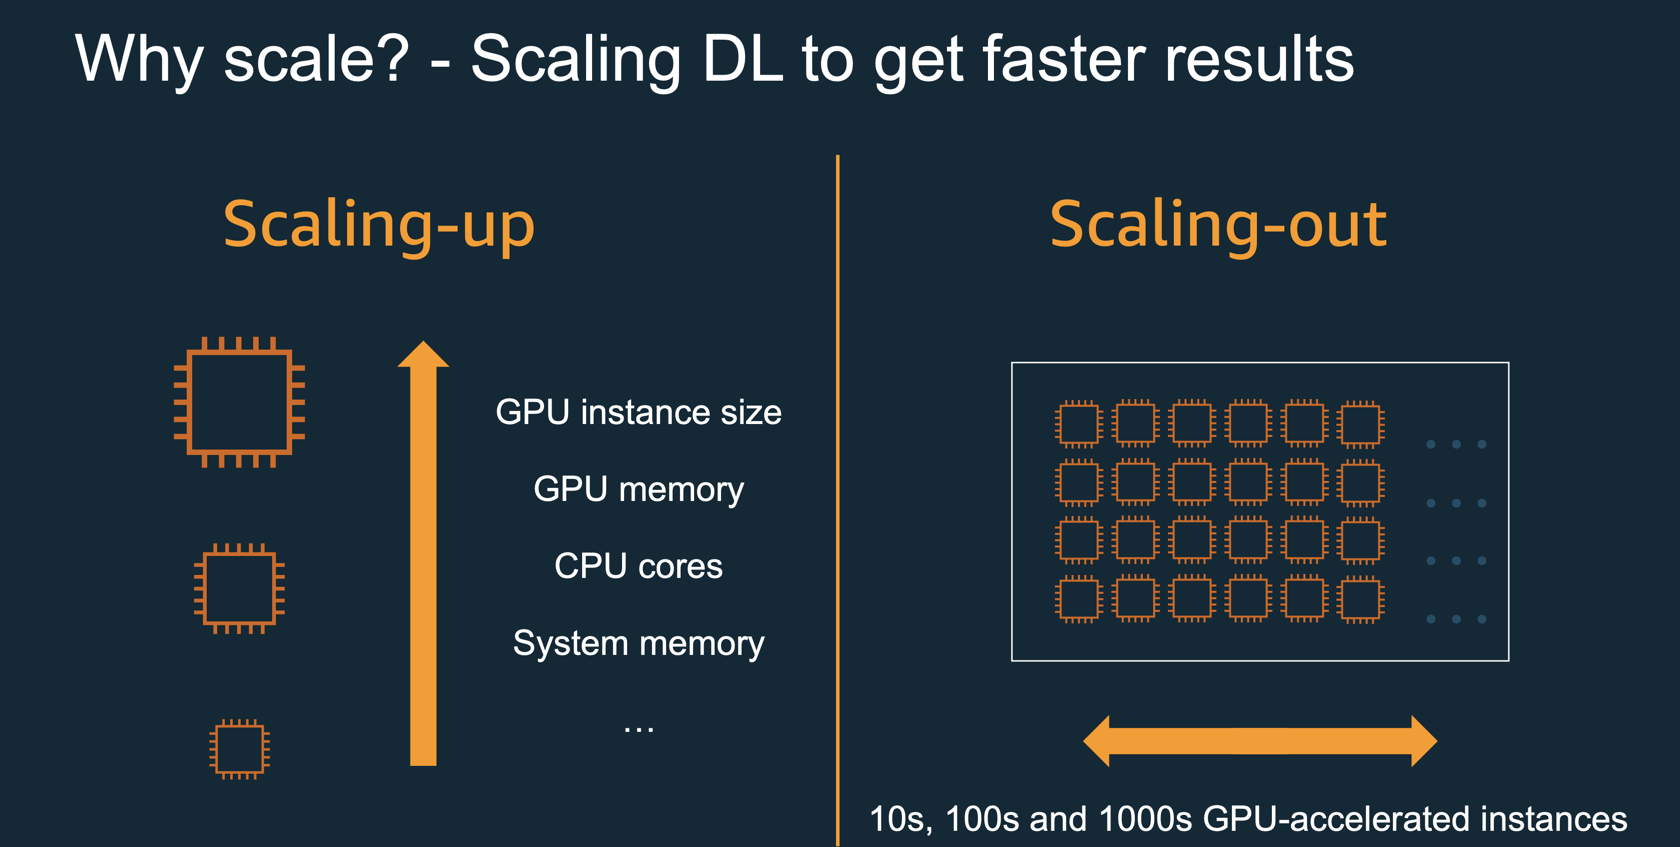 Why scale? - Scaling DL to get faster results
Scaling-up
GPU instance size
GPU memory
CPU cores
System memory
...
Scaling-out
10s, 100s and 1000s GPU-accelerated instances